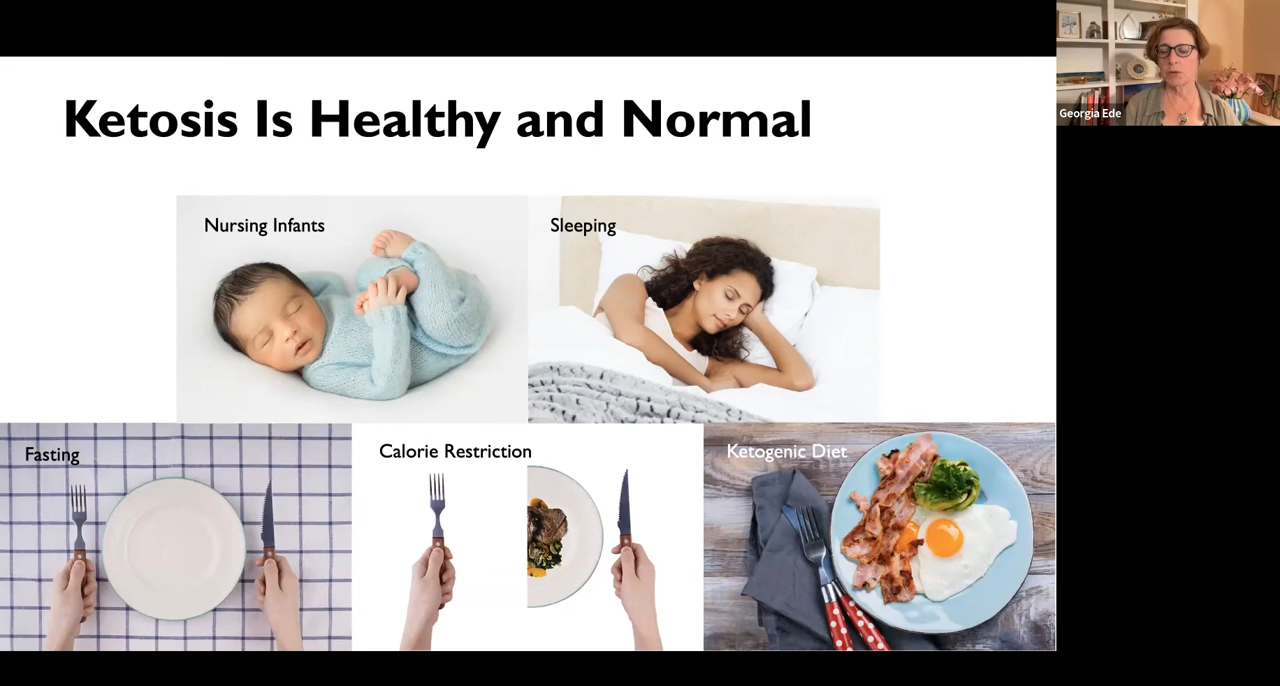 Ketosis Is Healthy and Normal
Georgia Ede
Nursing Infants
Sleeping
Fasting
Calorie Restriction
Ketogenic Diet